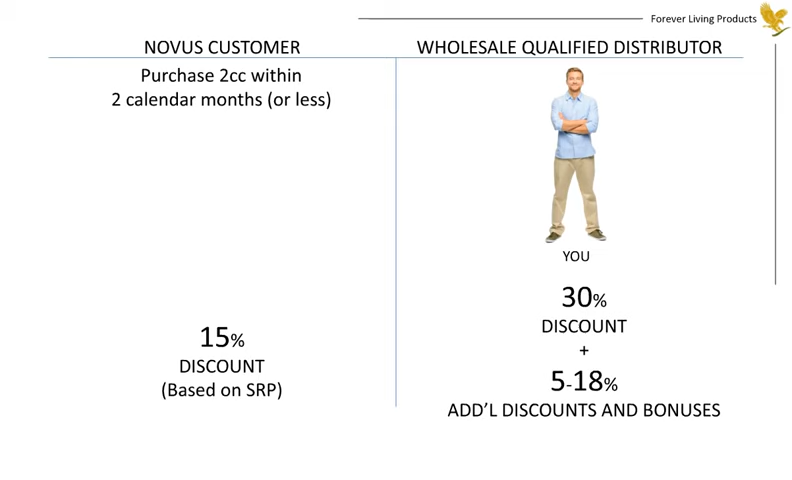 Forever Living Products
NOVUS CUSTOMER
Purchase 2cc within
2 calendar months (or less)
15%
DISCOUNT
(Based on SRP)
WHOLESALE QUALIFIED DISTRIBUTOR
YOU
30%
DISCOUNT
+
5-18%
ADD'L DISCOUNTS AND BONUSES